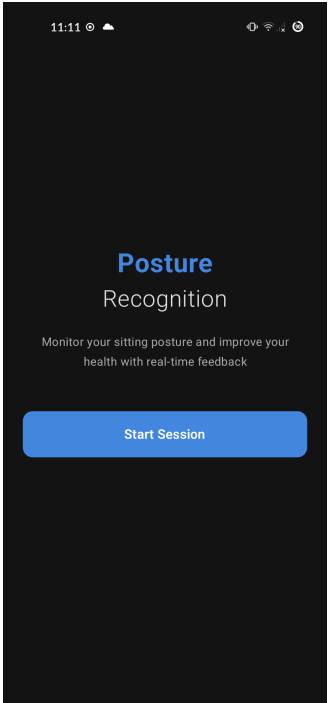 11:11
Posture
Recognition
Monitor your sitting posture and improve your
health with real-time feedback
Start Session